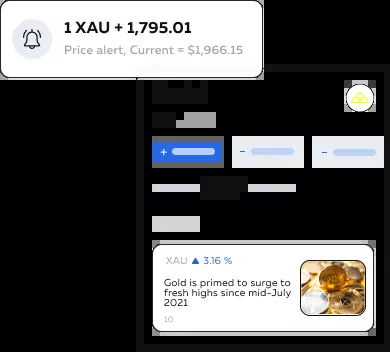 1 XAU + 1,795.01
Price alert, Current = $1,966.15
XAU ▲ 3.16 %
Gold is primed to surge to
fresh highs since mid-July
2021
10